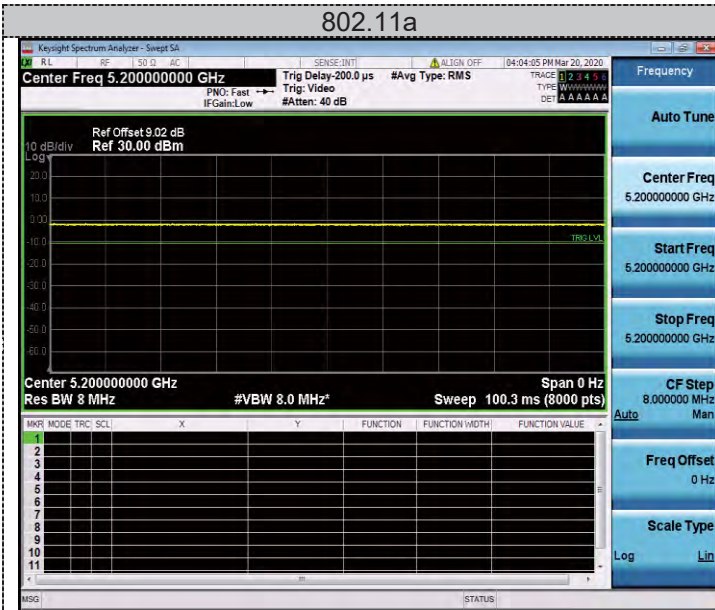 802.11a
Keysight Spectrum Analyzer - Swept SA
RL RF 50 Ω AC SENSE:INT ALIGN OFF 04:04:05 PM Mar 20, 2020
Center Freq 5.200000000 GHz
PNO: Fast
IFGain:Low
Trig Delay-200.0 µs
Trig: Video
#Atten: 40 dB
#Avg Type: RMS
TRACE 1 2 3 4 5 6
TYPE WWWWWW
DET A A A A A A
Frequency
Auto Tune
Center Freq
5.200000000 GHz
Start Freq
5.200000000 GHz
Stop Freq
5.200000000 GHz
CF Step
8.000000 MHz
Auto Man
Freq Offset
0 Hz
Scale Type
Log Lin
Ref Offset 9.02 dB
10 dB/div Ref 30.00 dBm
Log
20.0
10.0
0.00
-10.0
TRIG LVL
-20.0
-30.0
-40.0
-50.0
-60.0
Center 5.200000000 GHz Span 0 Hz
Res BW 8 MHz #VBW 8.0 MHz* Sweep 100.3 ms (8000 pts)
MKR MODE TRC SCL X Y FUNCTION FUNCTION WIDTH FUNCTION VALUE
1
2
3
4
5
6
7
8
9
10
11
MSG STATUS